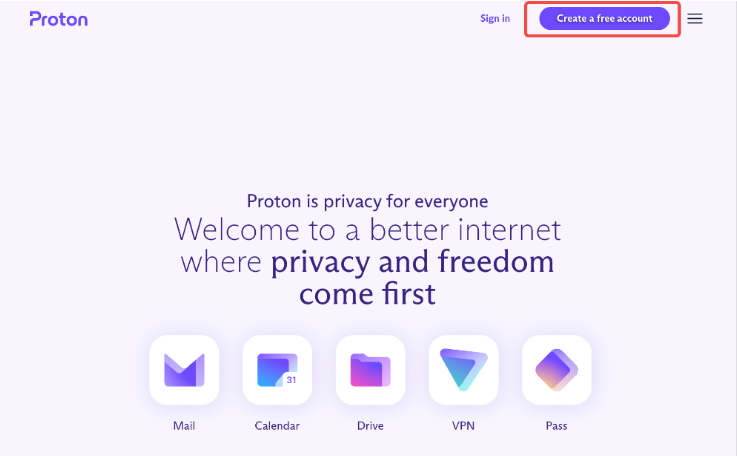 Proton
Sign in
Create a free account
Proton is privacy for everyone
Welcome to a better internet
where privacy and freedom
come first
31
Mail
Calendar
Drive
VPN
Pass